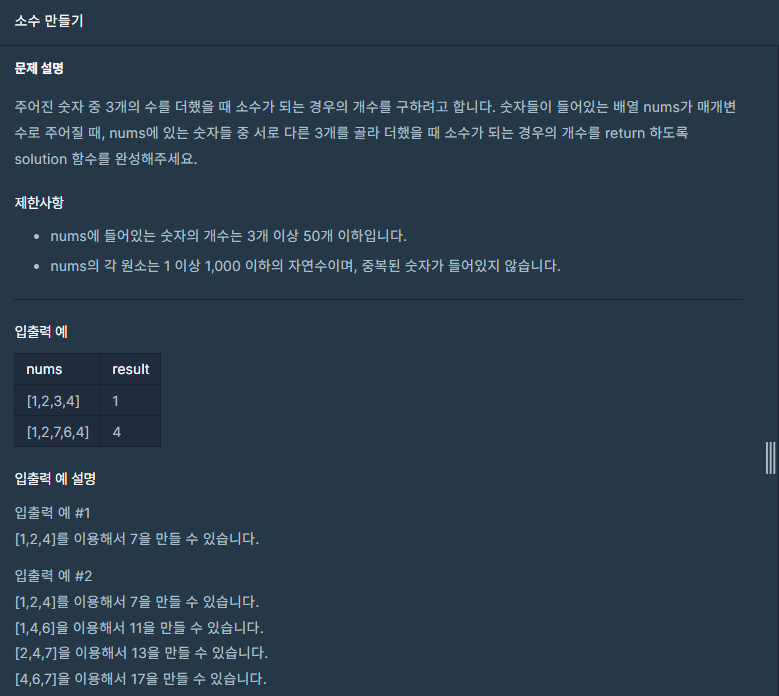 소수 만들기
문제 설명
주어진 숫자 중 3개의 수를 더했을 때 소수가 되는 경우의 개수를 구하려고 합니다. 숫자들이 들어있는 배열 nums가 매개변
수로 주어질 때, nums에 있는 숫자들 중 서로 다른 3개를 골라 더했을 때 소수가 되는 경우의 개수를 return 하도록
solution 함수를 완성해주세요.
제한사항
• nums에 들어있는 숫자의 개수는 3개 이상 50개 이하입니다.
• nums의 각 원소는 1 이상 1,000 이하의 자연수이며, 중복된 숫자가 들어있지 않습니다.
입출력 예
nums result
[1,2,3,4] 1
[1,2,7,6,4] 4
입출력 예 설명
입출력 예 #1
[1,2,4]를 이용해서 7을 만들 수 있습니다.
입출력 예 #2
[1,2,4]를 이용해서 7을 만들 수 있습니다.
[1,4,6]을 이용해서 11을 만들 수 있습니다.
[2,4,7]을 이용해서 13을 만들 수 있습니다.
[4,6,7]을 이용해서 17을 만들 수 있습니다.